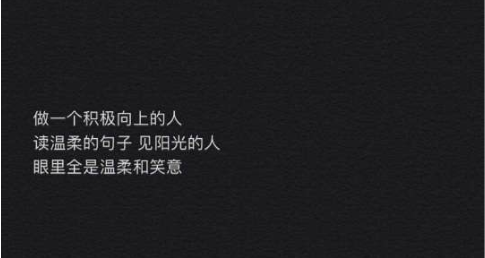 做一个积极向上的人
读温柔的句子 见阳光的人
眼里全是温柔和笑意